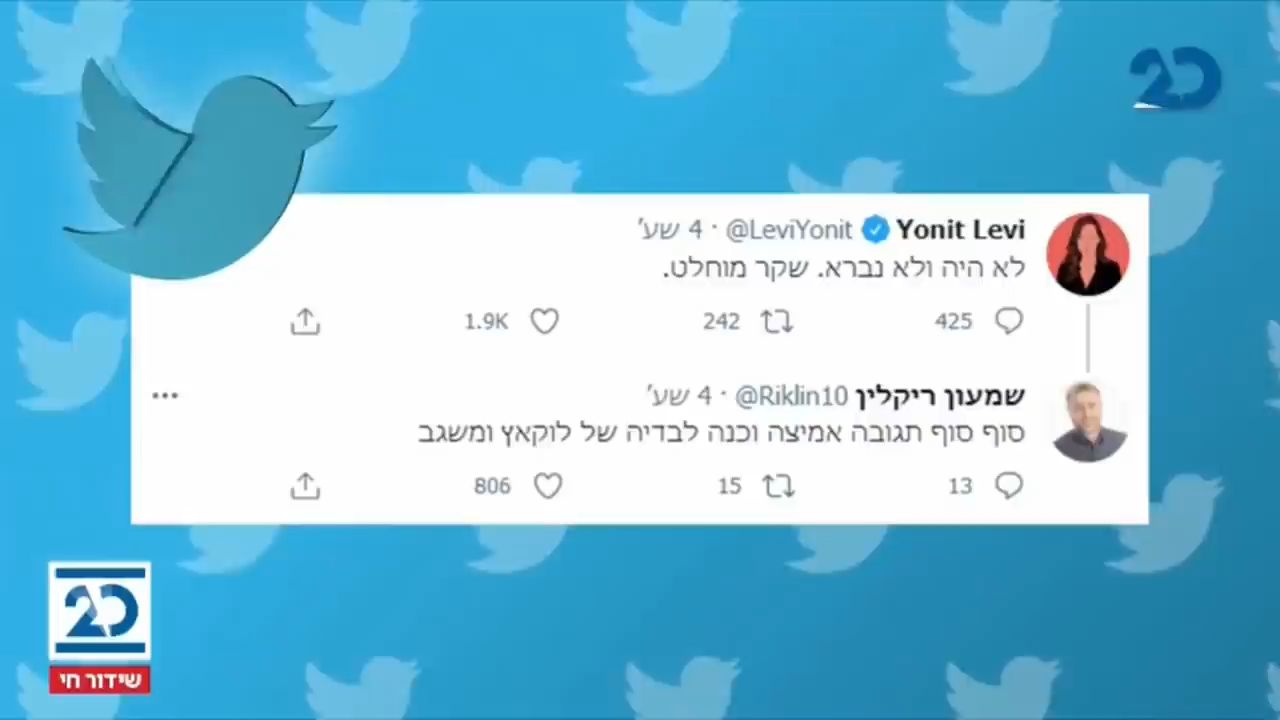 20
Yonit Levi @LeviYonit · 4 שע׳
לא היה ולא נברא. שקר מוחלט.
425 242 1.9K
שמעון ריקלין @Riklin10 · 4 שע׳
סוף סוף תגובה אמיצה וכנה לבדיה של לוקאץ ומשגב
13 15 806
20
שידור חי